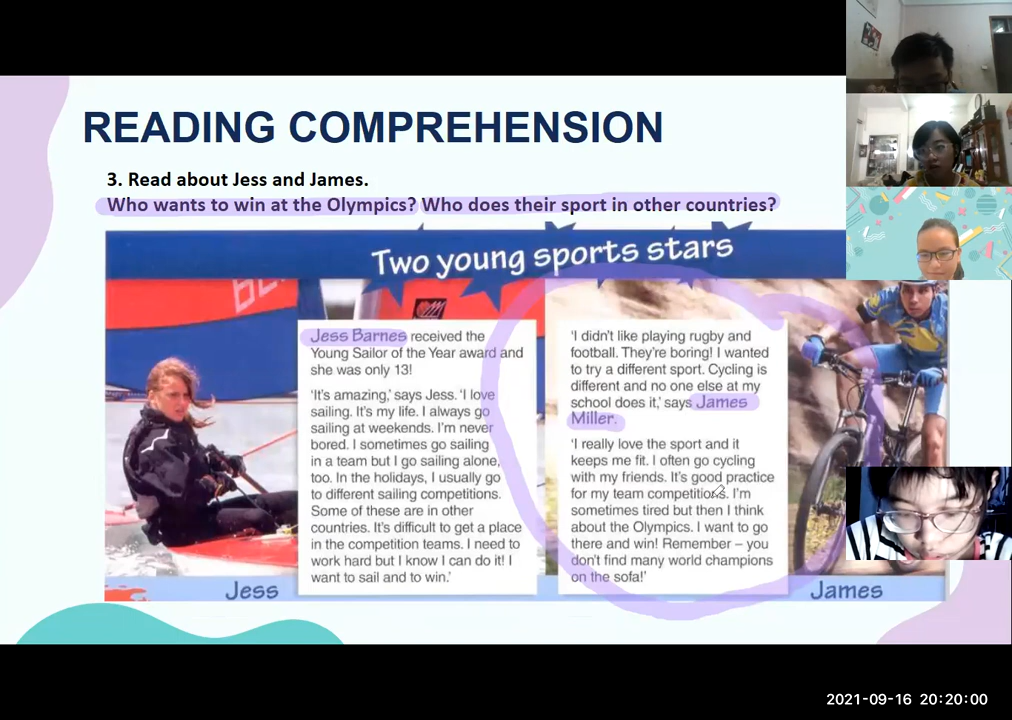 READING COMPREHENSION
3. Read about Jess and James.
Who wants to win at the Olympics? Who does their sport in other countries?
Two young sports stars
Jess Barnes received the
Young Sailor of the Year award and
she was only 13!
'It's amazing,' says Jess. 'I love
sailing. It's my life. I always go
sailing at weekends. I'm never
bored. I sometimes go sailing
in a team but I go sailing alone,
too. In the holidays, I usually go
to different sailing competitions.
Some of these are in other
countries. It's difficult to get a place
in the competition teams. I need to
work hard but I know I can do it! I
want to sail and to win.'
Jess
'I didn't like playing rugby and
football. They're boring! I wanted
to try a different sport. Cycling is
different and no one else at my
school does it,' says James
Miller.
'I really love the sport and it
keeps me fit. I often go cycling
with my friends. It's good practice
for my team competitions. I'm
sometimes tired but then I think
about the Olympics. I want to go
there and win! Remember – you
don't find many world champions
on the sofa!'
James
2021-09-16 20:20:00